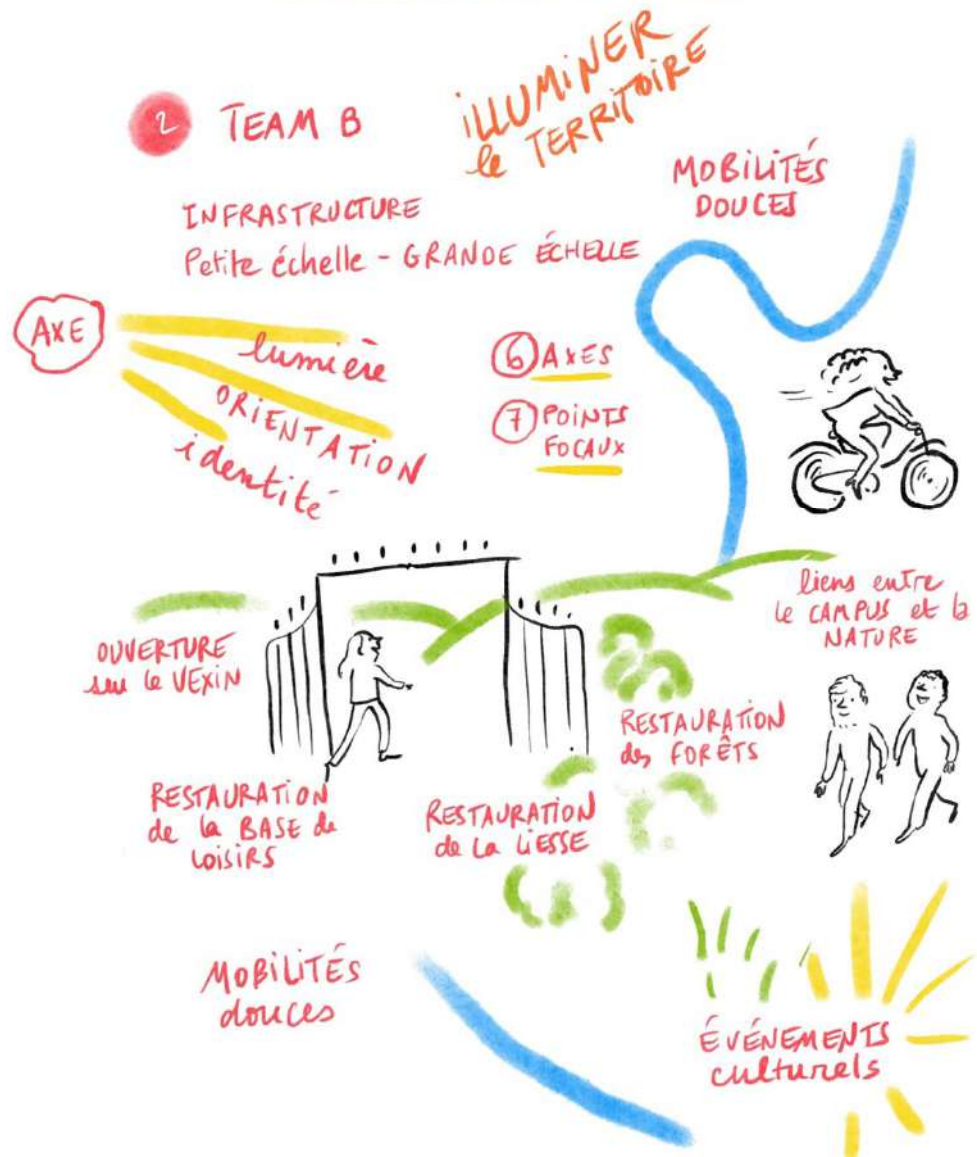 2 TEAM B
iLLUMiNER
le TERRiTOiRE
INFRASTRUCTURE
Petite échelle - GRANDE ÉCHELLE
MOBiLiTÉS
DOUCES
AXE
lumière
ORiENTATiON
identité
6 AXES
7 POiNTS
FOCAUX
OUVERTURE
sur le VEXiN
liens entre
le CAMPUS et la
NATURE
RESTAURATiON
des FORÊTS
RESTAURATiON
de la BASE de
LOiSiRS
RESTAURATiON
de La LiESSE
MOBiLiTÉS
douces
ÉVÉNEMENTS
culturels